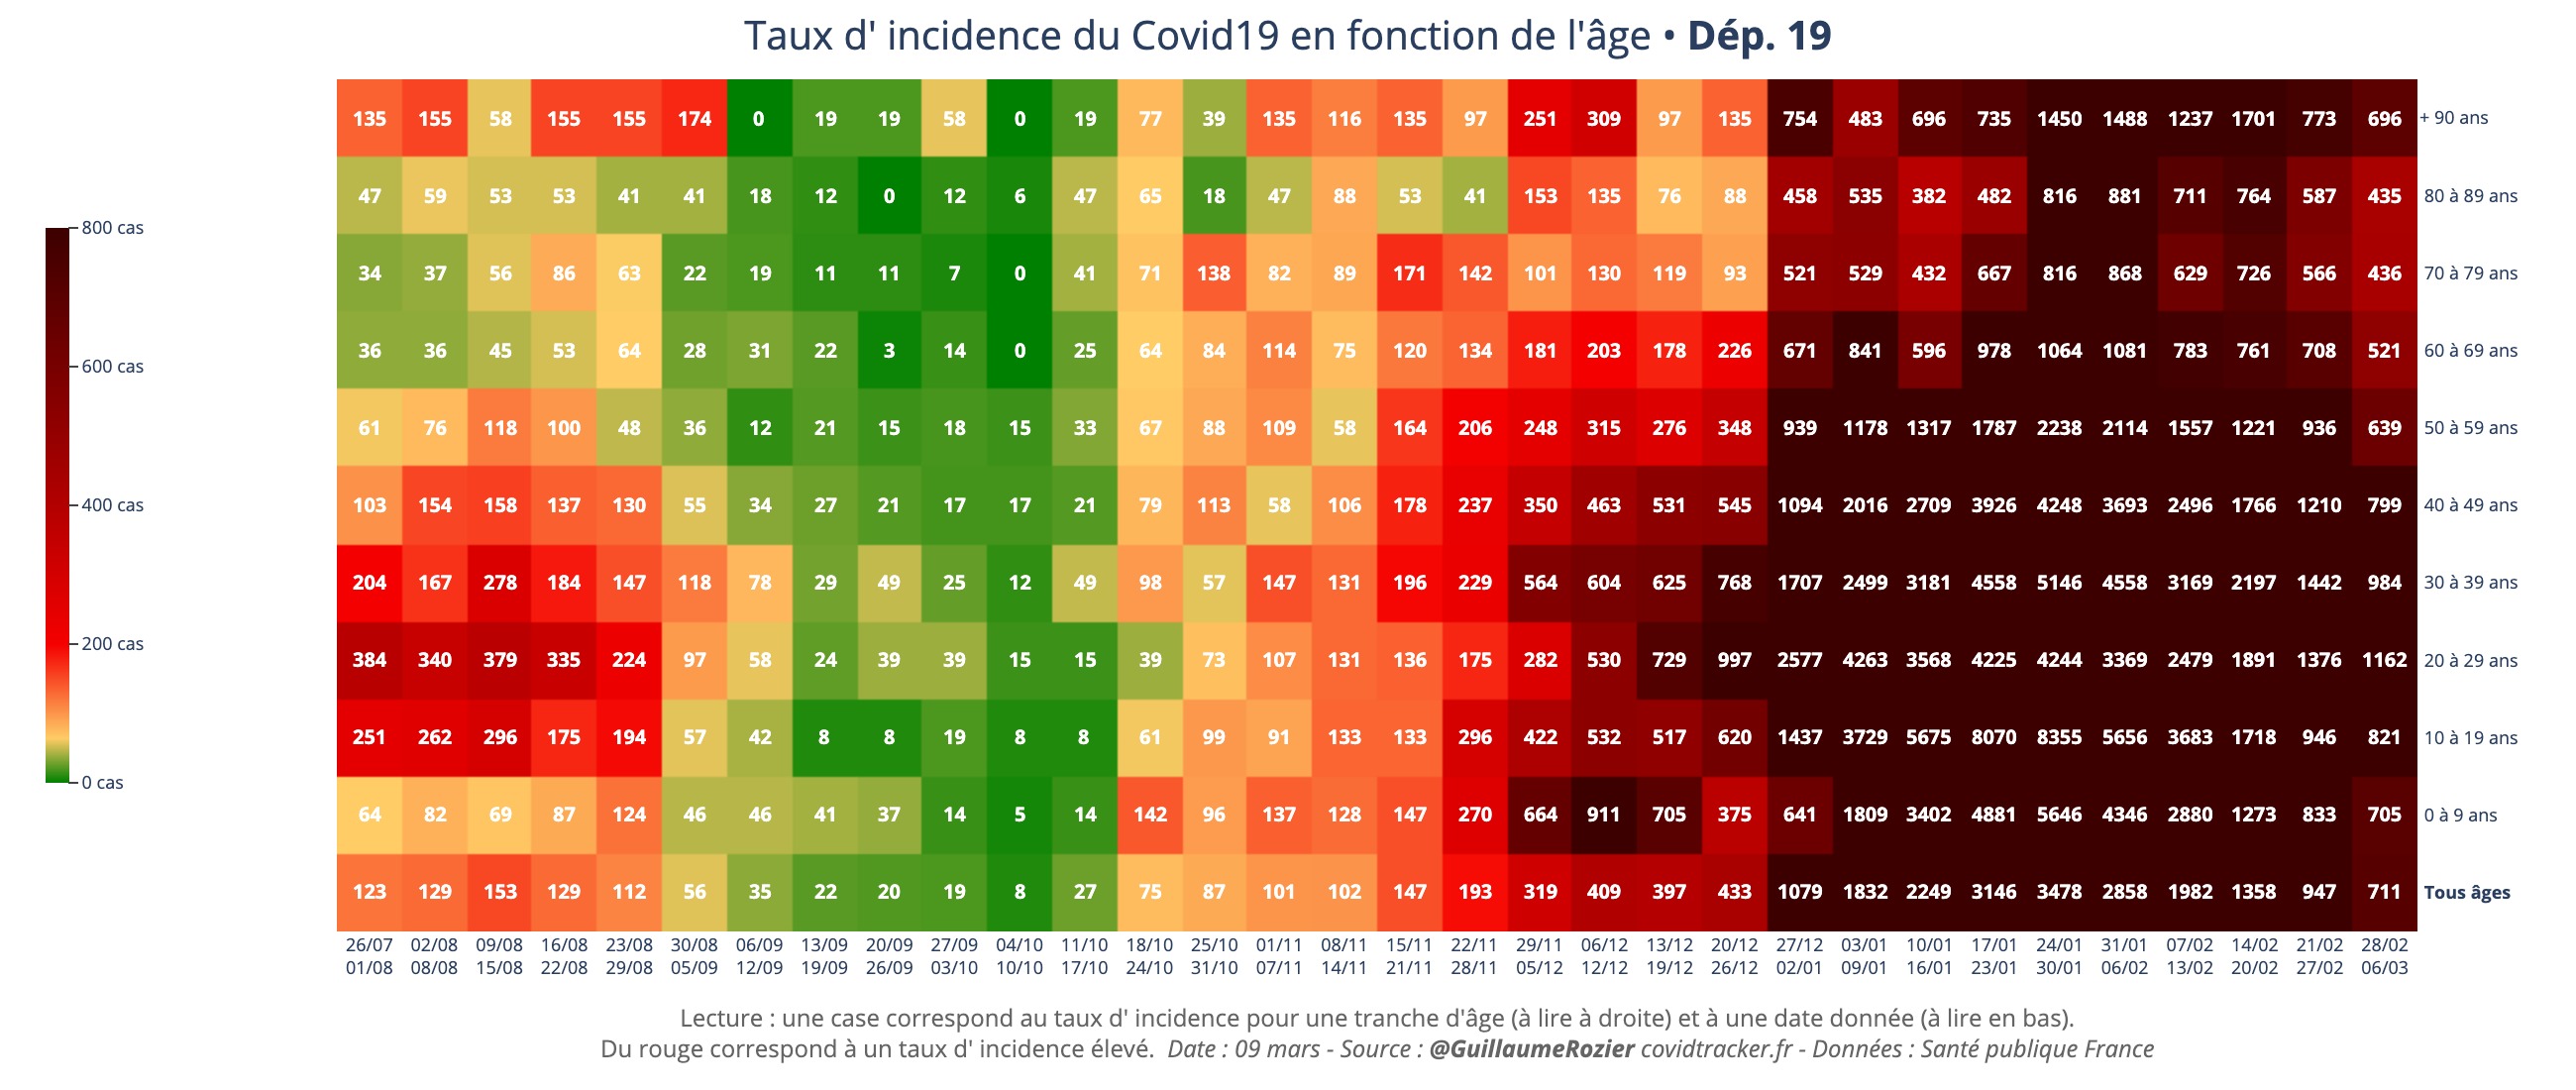 Taux d' incidence du Covid19 en fonction de l'âge • Dép. 19
800 cas
600 cas
400 cas
200 cas
0 cas
135 155 58 155 155 174 0 19 19 58 0 19 77 39 135 116 135 97 251 309 97 135 754 483 696 735 1450 1488 1237 1701 773 696 + 90 ans
47 59 53 53 41 41 18 12 0 12 6 47 65 18 47 88 53 41 153 135 76 88 458 535 382 482 816 881 711 764 587 435 80 à 89 ans
34 37 56 86 63 22 19 11 11 7 0 41 71 138 82 89 171 142 101 130 119 93 521 529 432 667 816 868 629 726 566 436 70 à 79 ans
36 36 45 53 64 28 31 22 3 14 0 25 64 84 114 75 120 134 181 203 178 226 671 841 596 978 1064 1081 783 761 708 521 60 à 69 ans
61 76 118 100 48 36 12 21 15 18 15 33 67 88 109 58 164 206 248 315 276 348 939 1178 1317 1787 2238 2114 1557 1221 936 639 50 à 59 ans
103 154 158 137 130 55 34 27 21 17 17 21 79 113 58 106 178 237 350 463 531 545 1094 2016 2709 3926 4248 3693 2496 1766 1210 799 40 à 49 ans
204 167 278 184 147 118 78 29 49 25 12 49 98 57 147 131 196 229 564 604 625 768 1707 2499 3181 4558 5146 4558 3169 2197 1442 984 30 à 39 ans
384 340 379 335 224 97 58 24 39 39 15 15 39 73 107 131 136 175 282 530 729 997 2577 4263 3568 4225 4244 3369 2479 1891 1376 1162 20 à 29 ans
251 262 296 175 194 57 42 8 8 19 8 8 61 99 91 133 133 296 422 532 517 620 1437 3729 5675 8070 8355 5656 3683 1718 946 821 10 à 19 ans
64 82 69 87 124 46 46 41 37 14 5 14 142 96 137 128 147 270 664 911 705 375 641 1809 3402 4881 5646 4346 2880 1273 833 705 0 à 9 ans
123 129 153 129 112 56 35 22 20 19 8 27 75 87 101 102 147 193 319 409 397 433 1079 1832 2249 3146 3478 2858 1982 1358 947 711 Tous âges
26/07 02/08 09/08 16/08 23/08 30/08 06/09 13/09 20/09 27/09 04/10 11/10 18/10 25/10 01/11 08/11 15/11 22/11 29/11 06/12 13/12 20/12 27/12 03/01 10/01 17/01 24/01 31/01 07/02 14/02 21/02 28/02
01/08 08/08 15/08 22/08 29/08 05/09 12/09 19/09 26/09 03/10 10/10 17/10 24/10 31/10 07/11 14/11 21/11 28/11 05/12 12/12 19/12 26/12 02/01 09/01 16/01 23/01 30/01 06/02 13/02 20/02 27/02 06/03
Lecture : une case correspond au taux d' incidence pour une tranche d'âge (à lire à droite) et à une date donnée (à lire en bas).
Du rouge correspond à un taux d' incidence élevé. Date : 09 mars - Source : @GuillaumeRozier covidtracker.fr - Données : Santé publique France